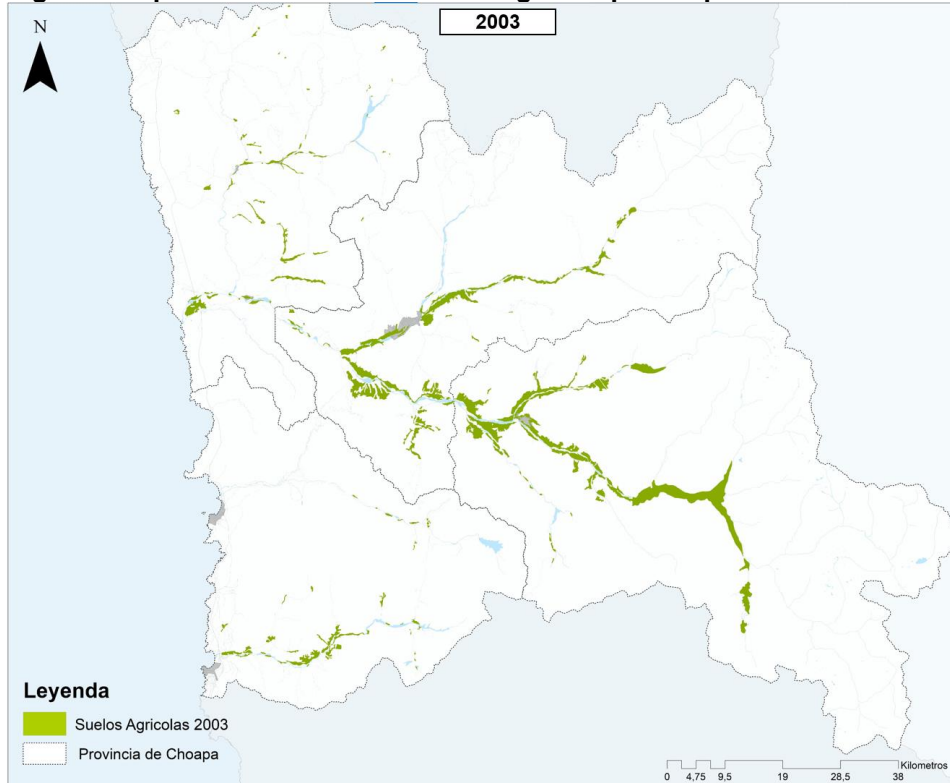 2003
N
Leyenda
Suelos Agricolas 2003
Provincia de Choapa
Kilometros
0 4,75 9,5 19 28,5 38